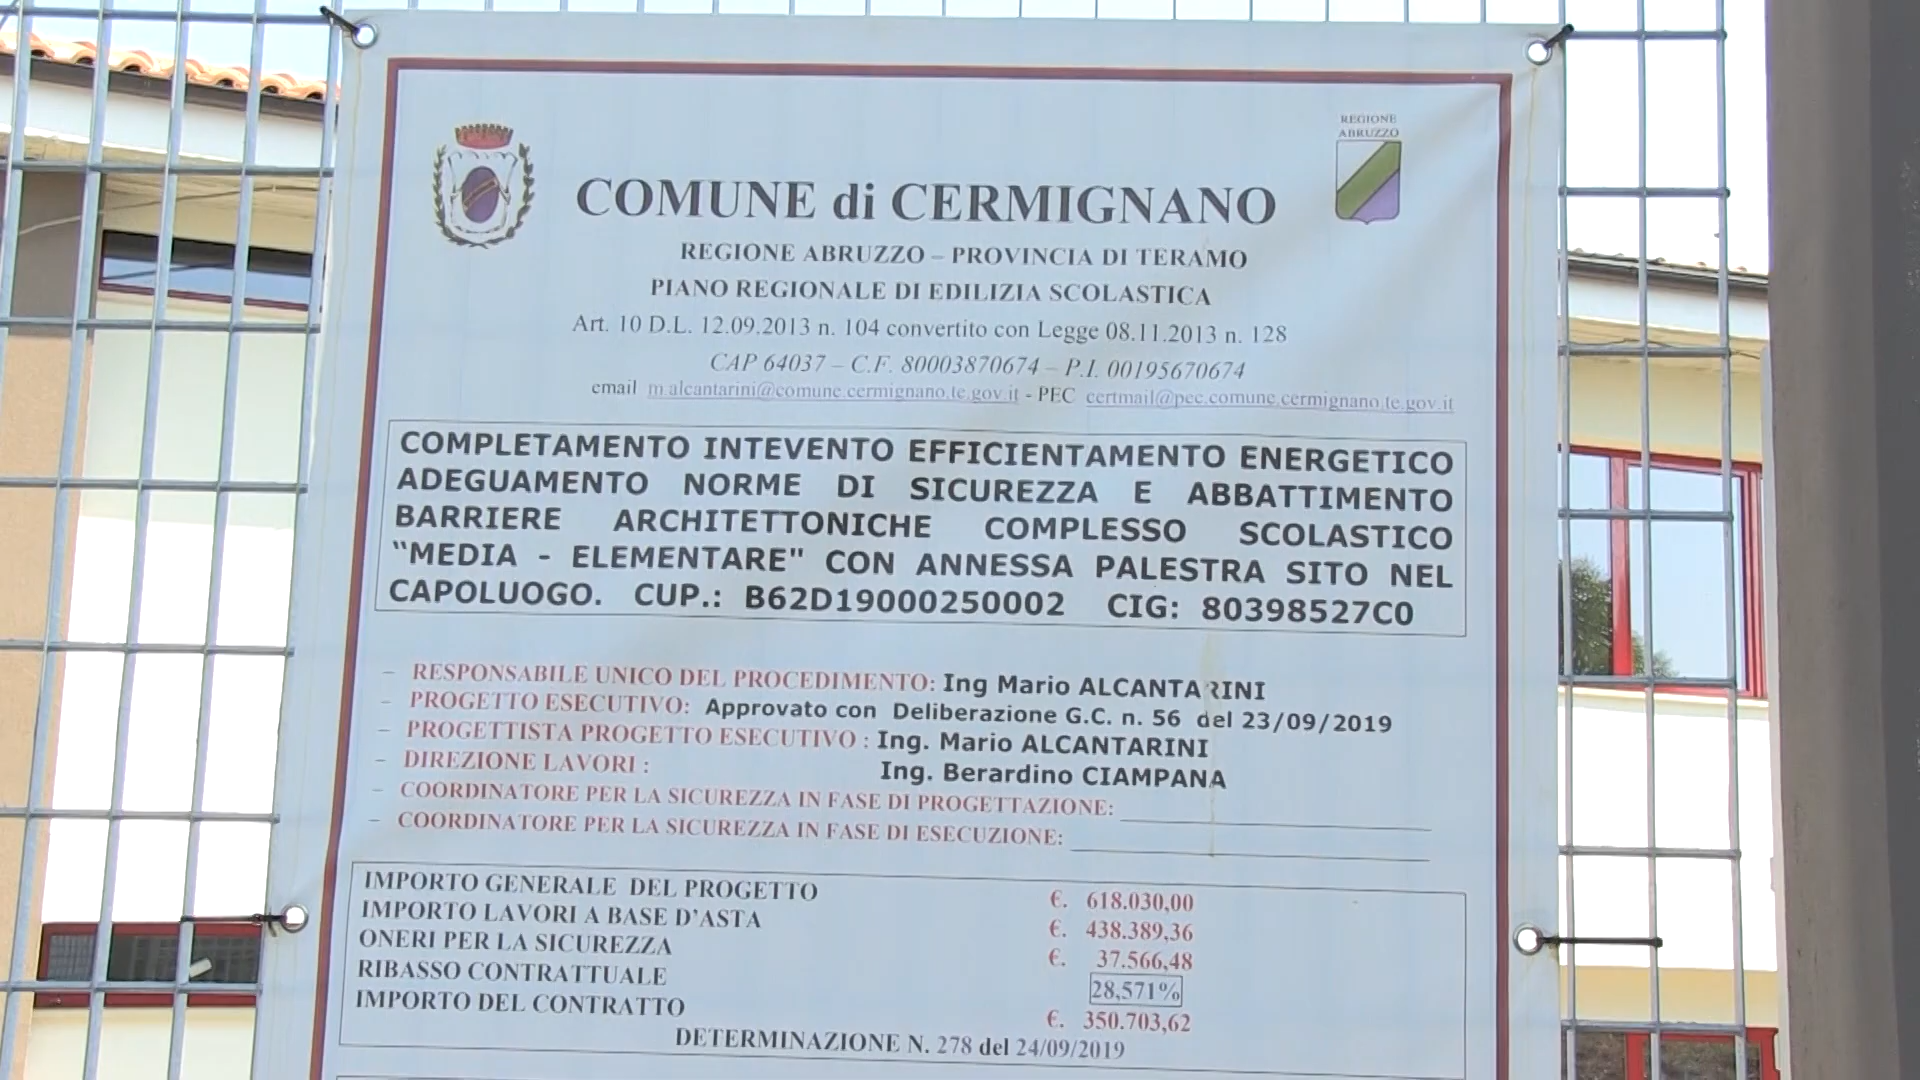 REGIONE
ABRUZZO
COMUNE di CERMIGNANO
REGIONE ABRUZZO – PROVINCIA DI TERAMO
PIANO REGIONALE DI EDILIZIA SCOLASTICA
Art. 10 D.L. 12.09.2013 n. 104 convertito con Legge 08.11.2013 n. 128
CAP 64037 – C.F. 80003870674 – P.I. 00195670674
email m.alcantarini@comune.cermignano.te.gov.it - PEC certmail@pec.comune.cermignano.te.gov.it
COMPLETAMENTO INTEVENTO EFFICIENTAMENTO ENERGETICO
ADEGUAMENTO NORME DI SICUREZZA E ABBATTIMENTO
BARRIERE ARCHITETTONICHE COMPLESSO SCOLASTICO
“MEDIA - ELEMENTARE" CON ANNESSA PALESTRA SITO NEL
CAPOLUOGO. CUP.: B62D19000250002 CIG: 80398527C0
– RESPONSABILE UNICO DEL PROCEDIMENTO: Ing Mario ALCANTARINI
– PROGETTO ESECUTIVO: Approvato con Deliberazione G.C. n. 56 del 23/09/2019
– PROGETTISTA PROGETTO ESECUTIVO : Ing. Mario ALCANTARINI
– DIREZIONE LAVORI : Ing. Berardino CIAMPANA
– COORDINATORE PER LA SICUREZZA IN FASE DI PROGETTAZIONE:
– COORDINATORE PER LA SICUREZZA IN FASE DI ESECUZIONE:
IMPORTO GENERALE DEL PROGETTO €. 618.030,00
IMPORTO LAVORI A BASE D'ASTA €. 438.389,36
ONERI PER LA SICUREZZA €. 37.566,48
RIBASSO CONTRATTUALE 28,571%
IMPORTO DEL CONTRATTO €. 350.703,62
DETERMINAZIONE N. 278 del 24/09/2019